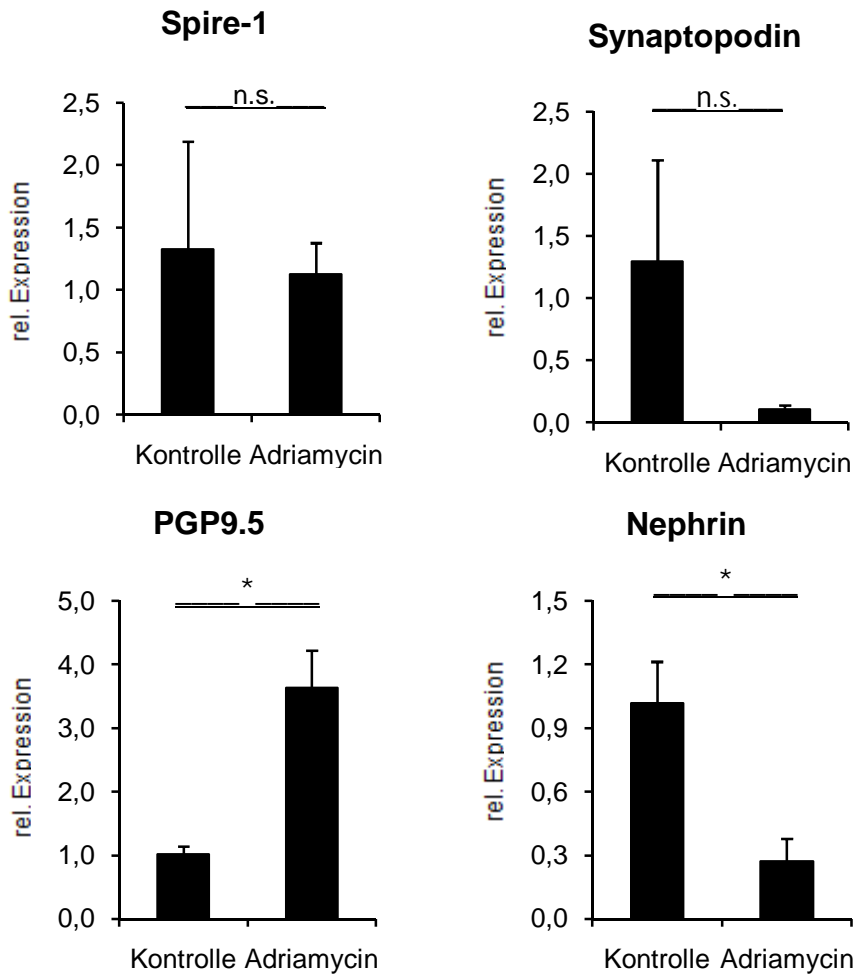 Spire-1
n.s.
2,5
2,0
1,5
1,0
0,5
0,0
rel. Expression
Kontrolle Adriamycin
Synaptopodin
n.s.
2,5
2,0
1,5
1,0
0,5
0,0
rel. Expression
Kontrolle Adriamycin
PGP9.5
*
5,0
4,0
3,0
2,0
1,0
0,0
rel. Expression
Kontrolle Adriamycin
Nephrin
*
1,5
1,2
0,9
0,6
0,3
0,0
rel. Expression
Kontrolle Adriamycin